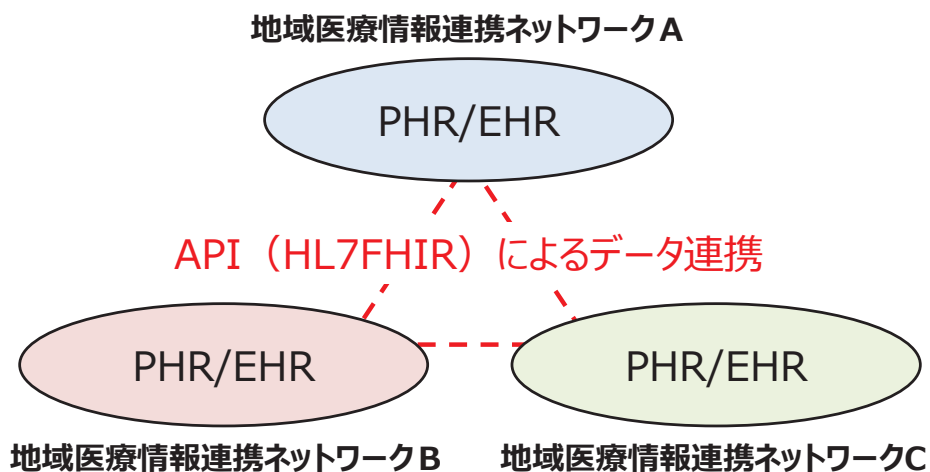 地域医療情報連携ネットワークA
PHR/EHR
API（HL7FHIR）によるデータ連携
PHR/EHR
PHR/EHR
地域医療情報連携ネットワークB
地域医療情報連携ネットワークC